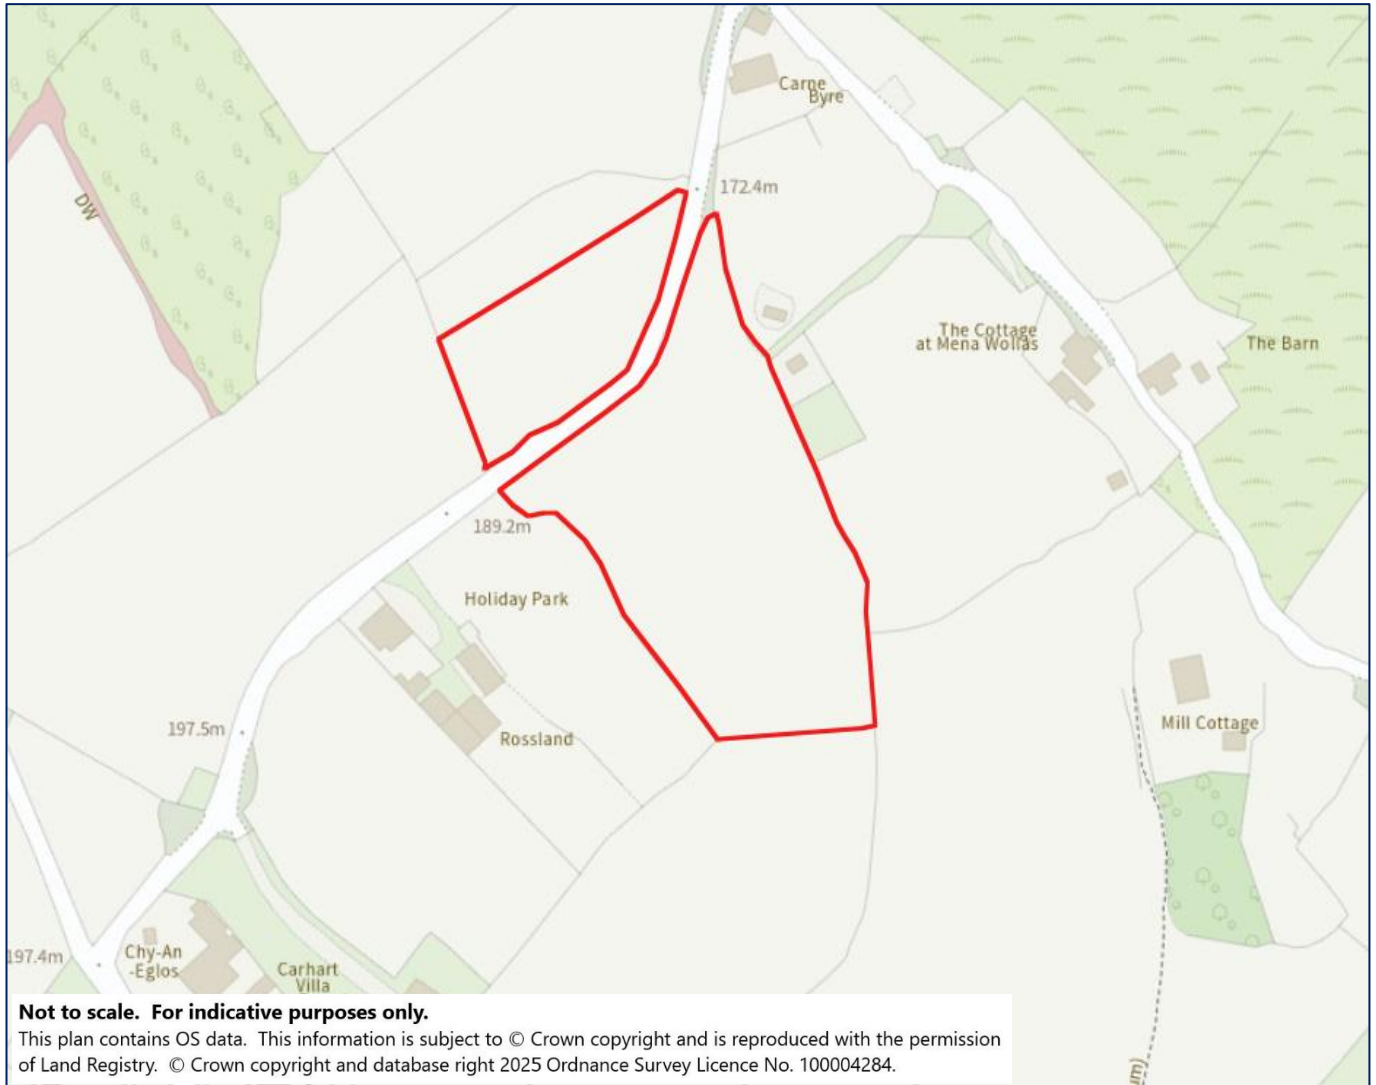 Carne
Byre
172.4m
DW
The Cottage
at Mena Wollas
The Barn
189.2m
Holiday Park
Rossland
197.5m
Mill Cottage
197.4m
Chy-An
-Eglos
Carhart
Villa
Not to scale. For indicative purposes only.
This plan contains OS data. This information is subject to © Crown copyright and is reproduced with the permission
of Land Registry. © Crown copyright and database right 2025 Ordnance Survey Licence No. 100004284.